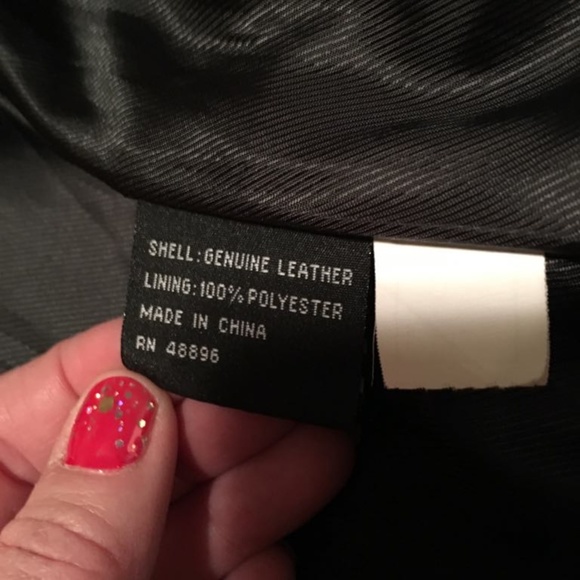 SHELL:GENUINE LEATHER
LINING:100% POLYESTER
MADE IN CHINA
RN 48896